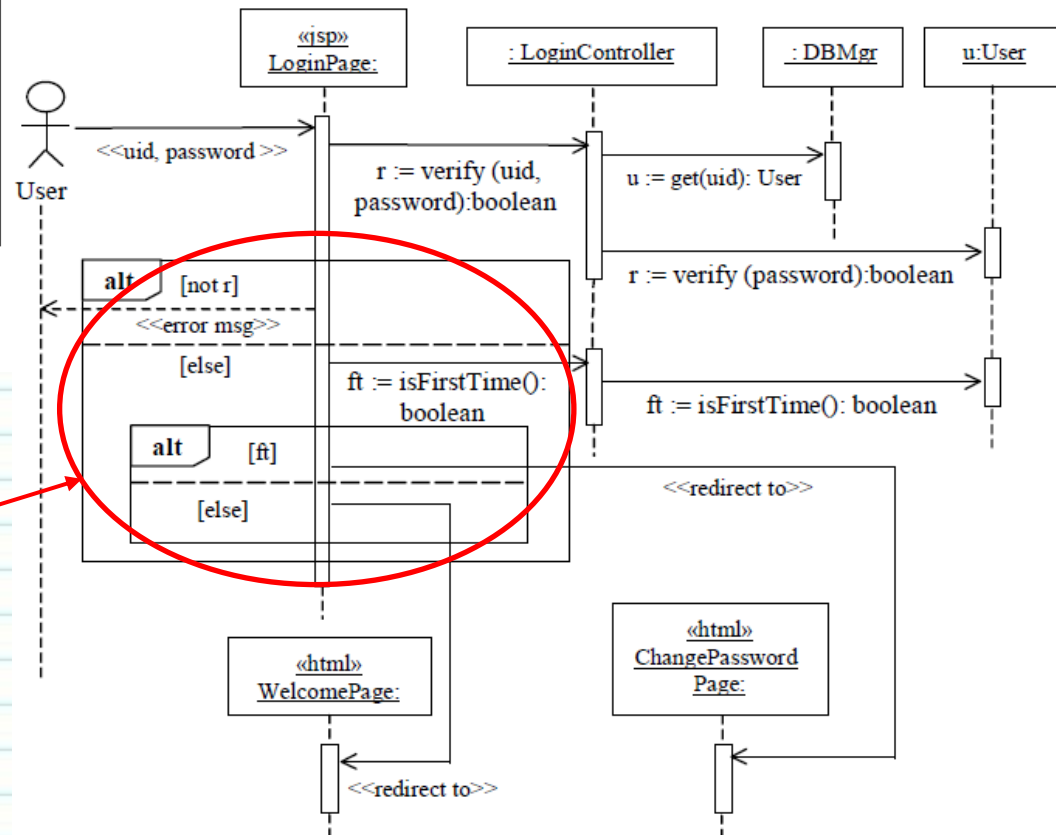 «jsp»
LoginPage:
: LoginController
: DBMgr
u:User
<<uid, password >>
User
r := verify (uid,
password):boolean
u := get(uid): User
r := verify (password):boolean
alt
[not r]
<<error msg>>
[else]
ft := isFirstTime():
boolean
ft := isFirstTime(): boolean
alt
[ft]
<<redirect to>>
[else]
«html»
WelcomePage:
«html»
ChangePassword
Page:
<<redirect to>>